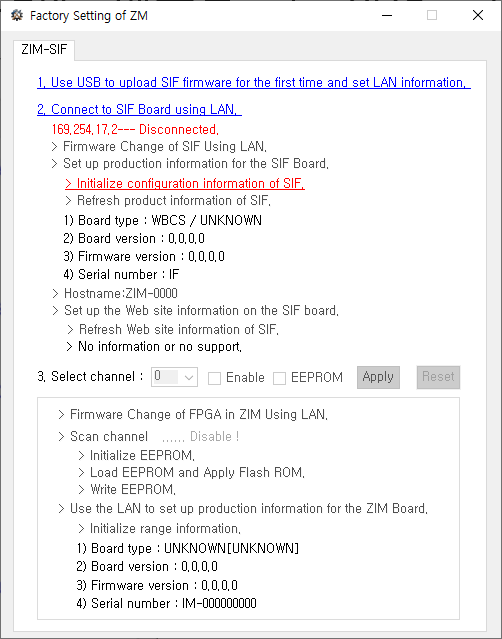 Factory Setting of ZM
ZIM-SIF
1. Use USB to upload SIF firmware for the first time and set LAN information.
2. Connect to SIF Board using LAN.
169.254.17.2--- Disconnected.
> Firmware Change of SIF Using LAN.
> Set up production information for the SIF Board.
> Initialize configuration information of SIF.
> Refresh product information of SIF.
1) Board type : WBCS / UNKNOWN
2) Board version : 0.0.0.0
3) Firmware version : 0.0.0.0
4) Serial number : IF
> Hostname:ZIM-0000
> Set up the Web site information on the SIF board.
> Refresh Web site information of SIF.
> No information or no support.
3. Select channel : 0 Enable EEPROM Apply Reset
> Firmware Change of FPGA in ZIM Using LAN.
> Scan channel ...... Disable !
> Initialize EEPROM.
> Load EEPROM and Apply Flash ROM.
> Write EEPROM.
> Use the LAN to set up production information for the ZIM Board.
> Initialize range information.
1) Board type : UNKNOWN[UNKNOWN]
2) Board version : 0.0.0.0
3) Firmware version : 0.0.0.0
4) Serial number : IM-000000000